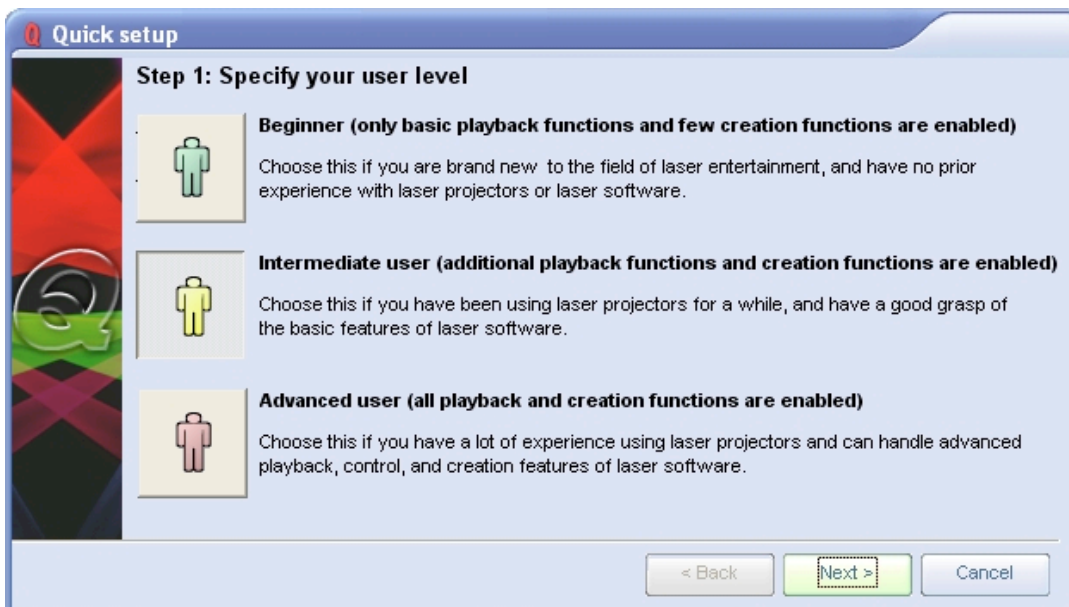 Quick setup
Step 1: Specify your user level
Beginner (only basic playback functions and few creation functions are enabled)
Choose this if you are brand new to the field of laser entertainment, and have no prior
experience with laser projectors or laser software.
Intermediate user (additional playback functions and creation functions are enabled)
Choose this if you have been using laser projectors for a while, and have a good grasp of
the basic features of laser software.
Advanced user (all playback and creation functions are enabled)
Choose this if you have a lot of experience using laser projectors and can handle advanced
playback, control, and creation features of laser software.
< Back Next > Cancel